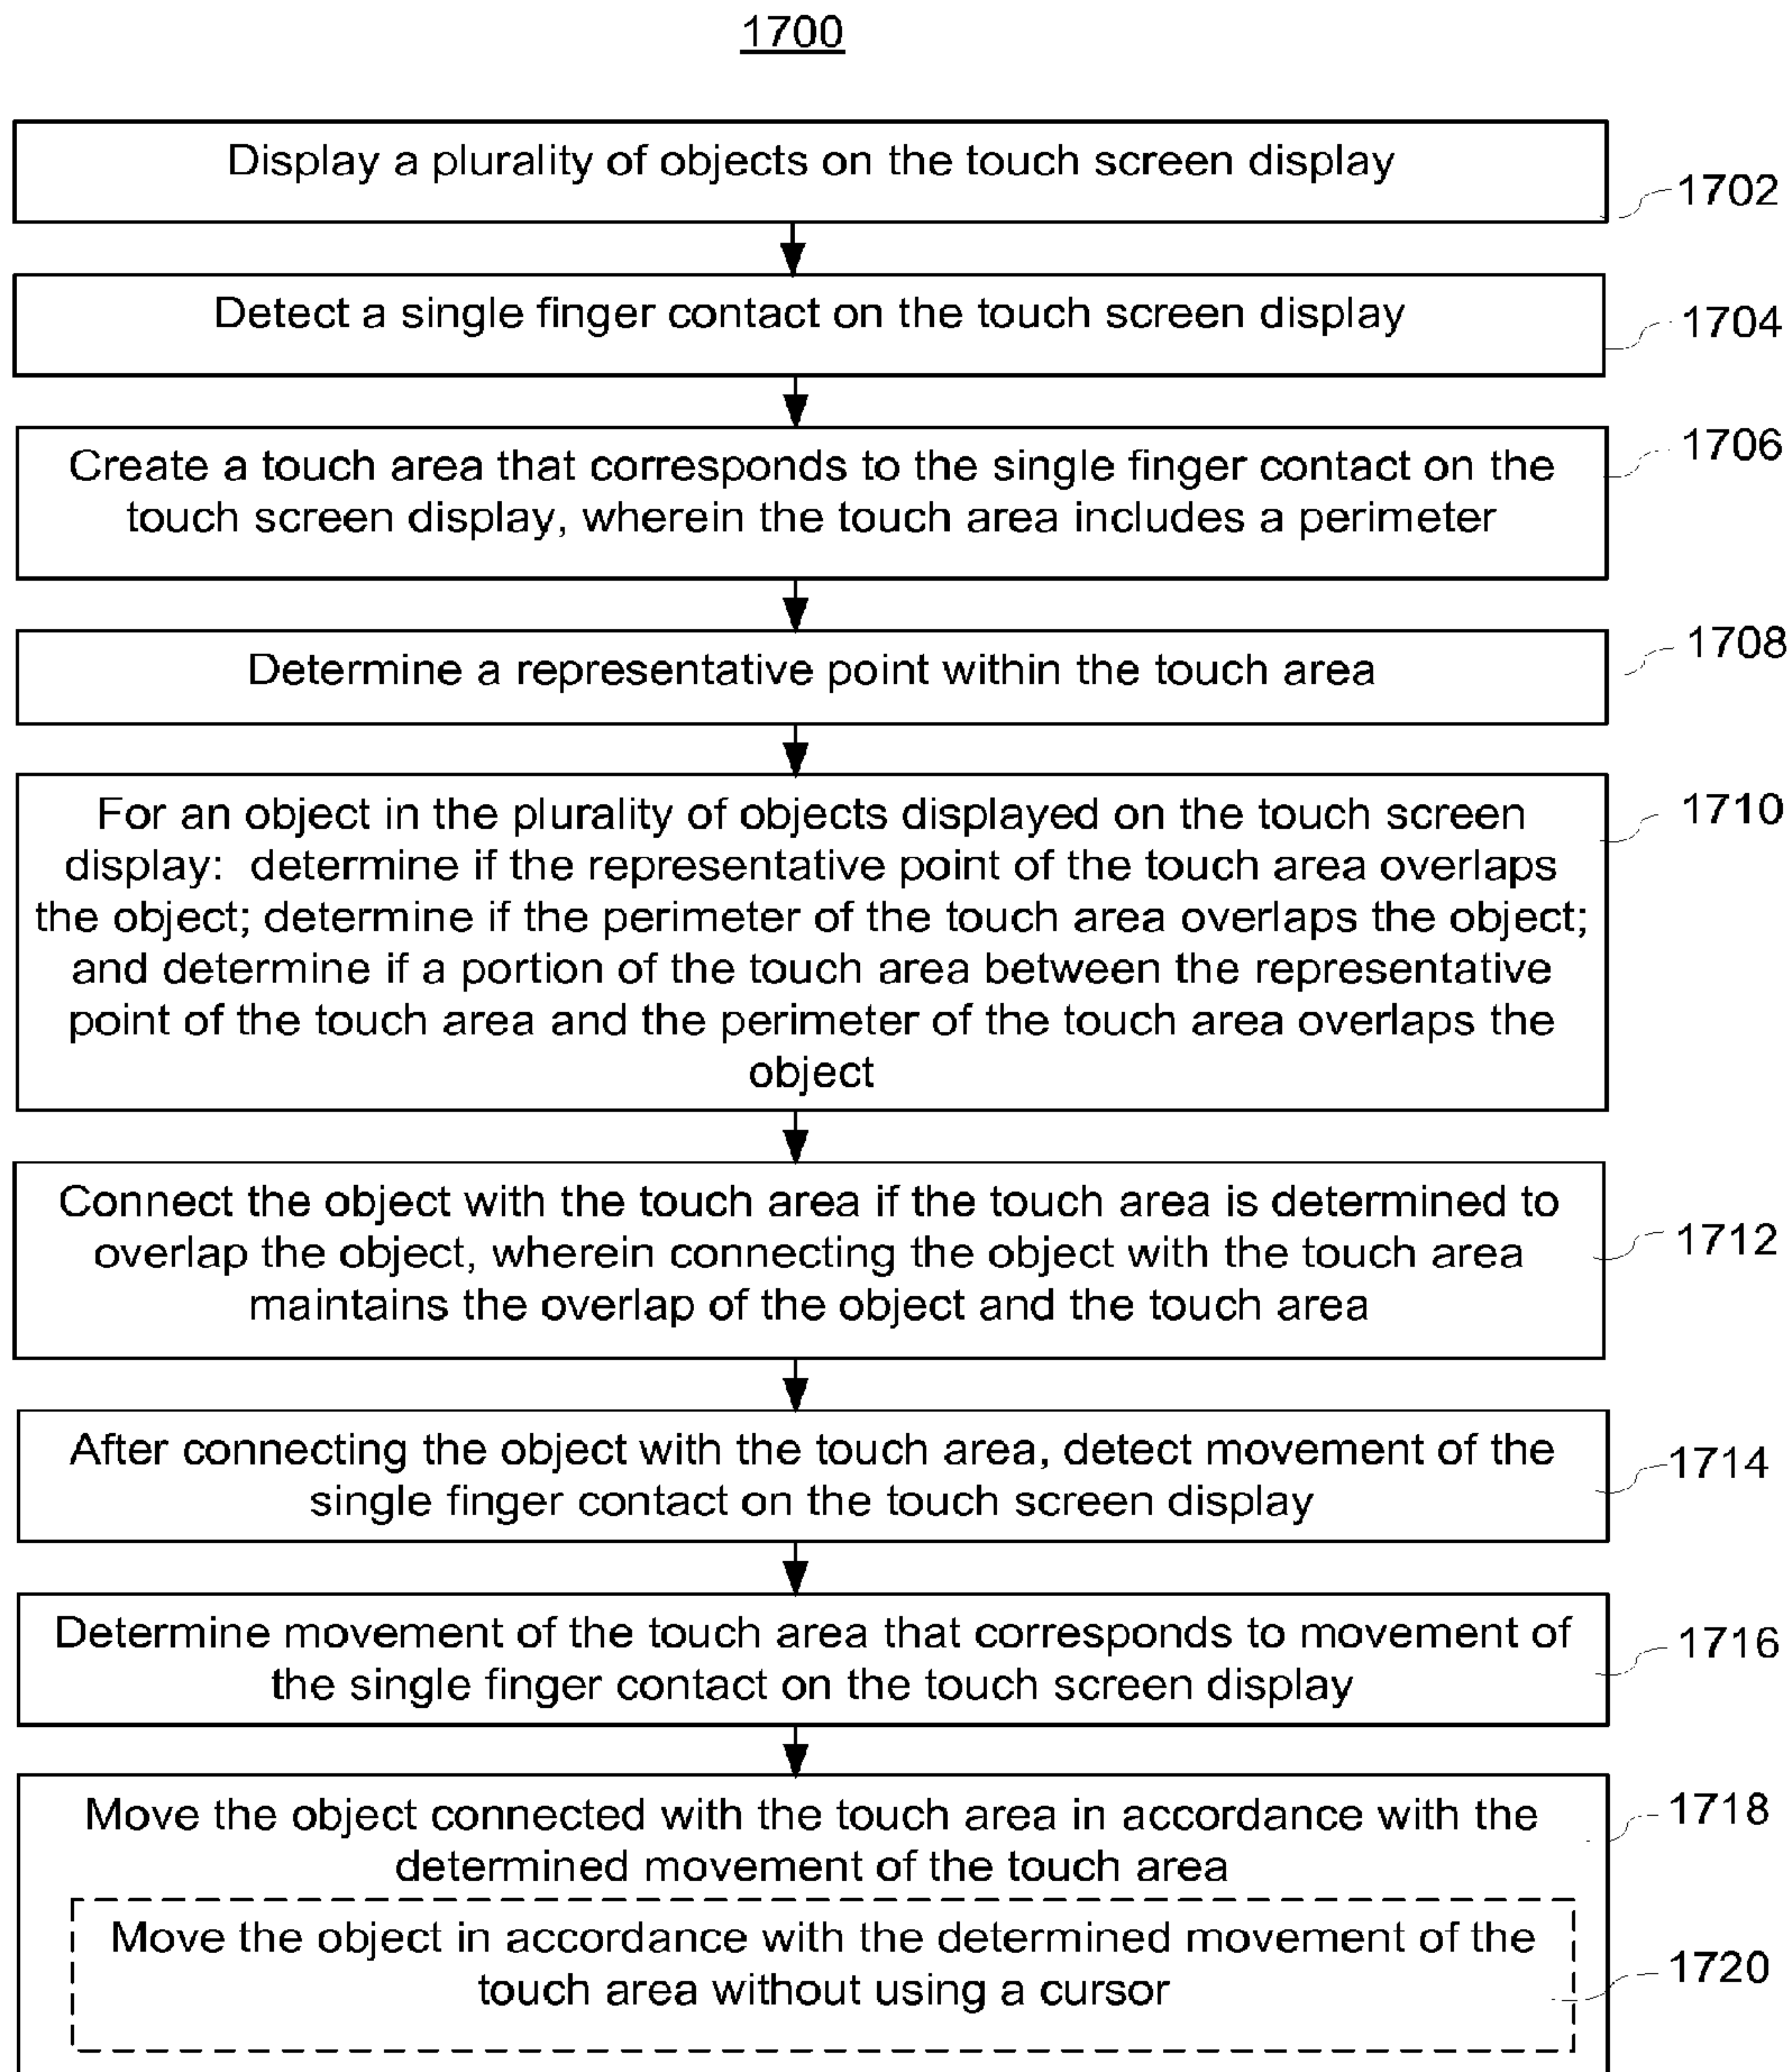 1700
Display a plurality of objects on the touch screen display
1702
Detect a single finger contact on the touch screen display
1704
Create a touch area that corresponds to the single finger contact on the
touch screen display, wherein the touch area includes a perimeter
1706
Determine a representative point within the touch area
1708
For an object in the plurality of objects displayed on the touch screen
display: determine if the representative point of the touch area overlaps
the object; determine if the perimeter of the touch area overlaps the object;
and determine if a portion of the touch area between the representative
point of the touch area and the perimeter of the touch area overlaps the
object
1710
Connect the object with the touch area if the touch area is determined to
overlap the object, wherein connecting the object with the touch area
maintains the overlap of the object and the touch area
1712
After connecting the object with the touch area, detect movement of the
single finger contact on the touch screen display
1714
Determine movement of the touch area that corresponds to movement of
the single finger contact on the touch screen display
1716
Move the object connected with the touch area in accordance with the
determined movement of the touch area
1718
Move the object in accordance with the determined movement of the
touch area without using a cursor
1720